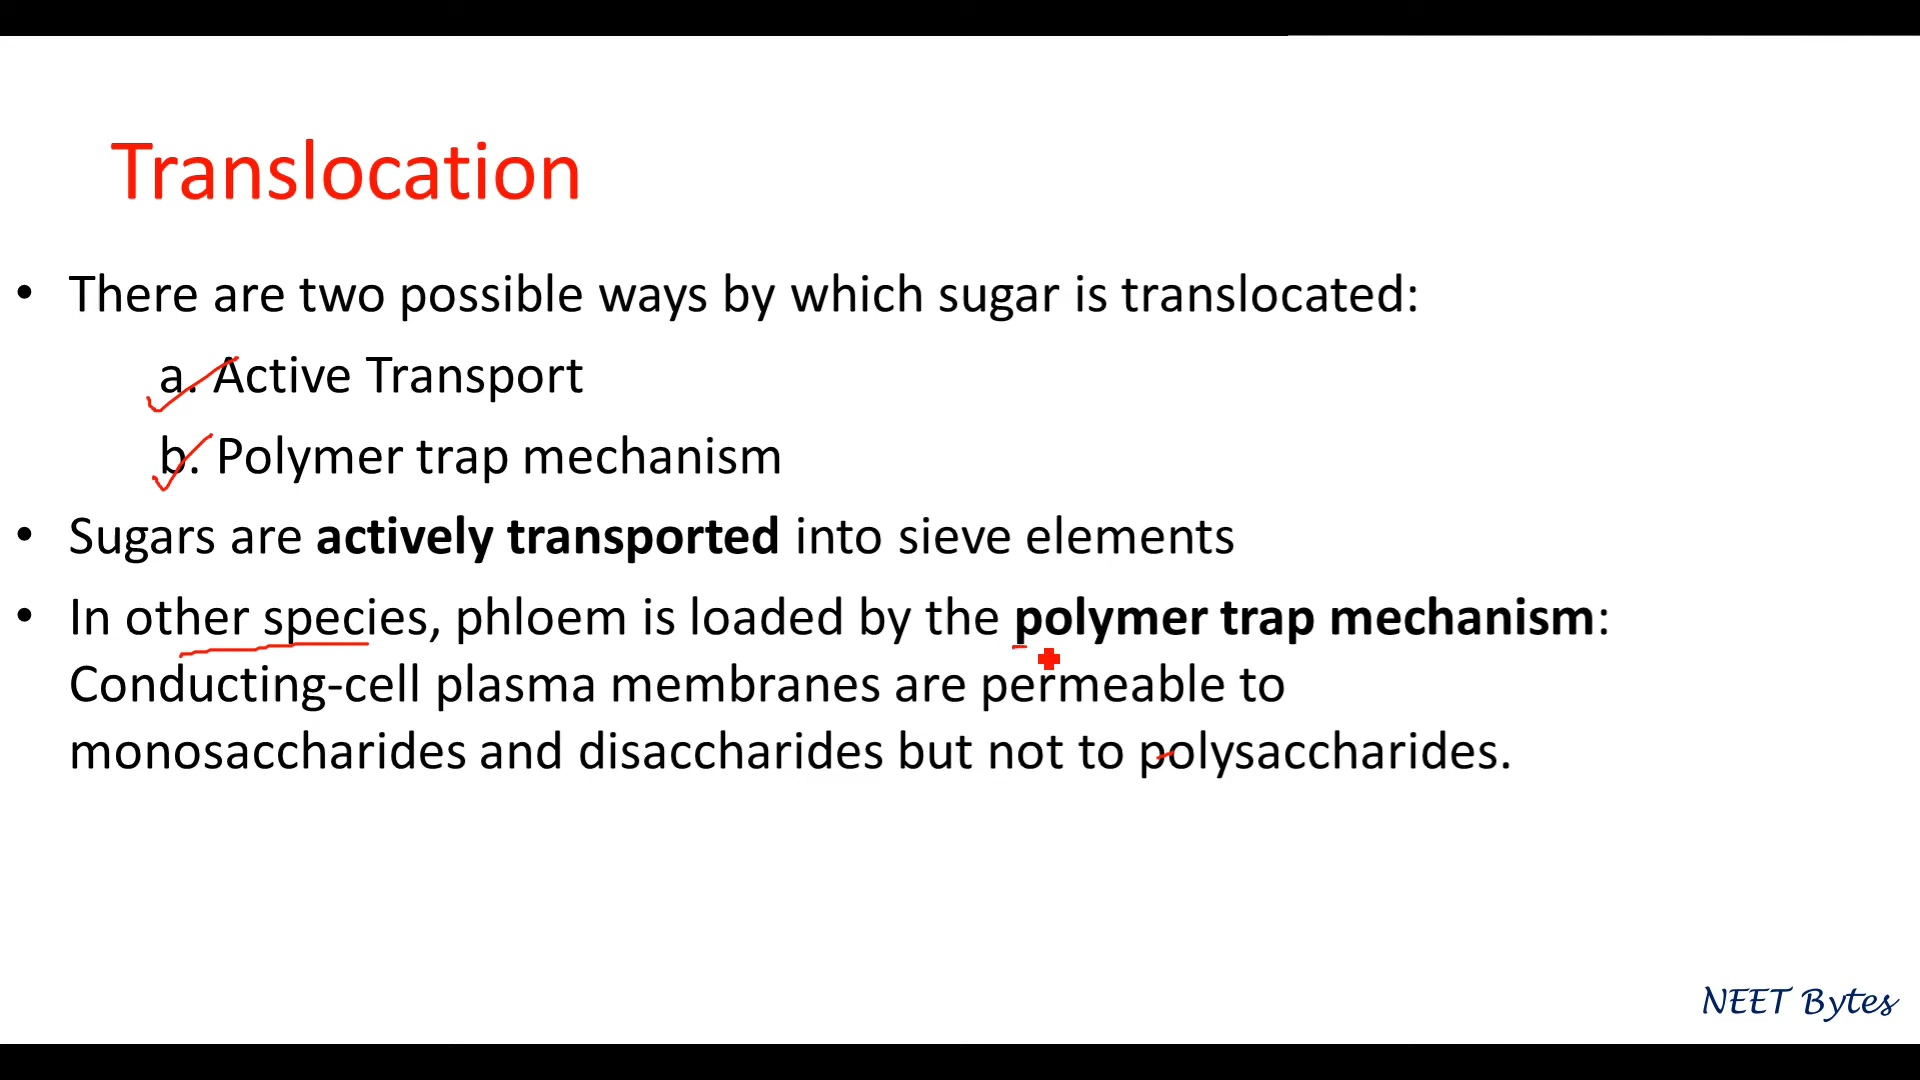 Translocation
• There are two possible ways by which sugar is translocated:
a. Active Transport
b. Polymer trap mechanism
• Sugars are actively transported into sieve elements
• In other species, phloem is loaded by the polymer trap mechanism:
Conducting-cell plasma membranes are permeable to
monosaccharides and disaccharides but not to polysaccharides.
NEET Bytes